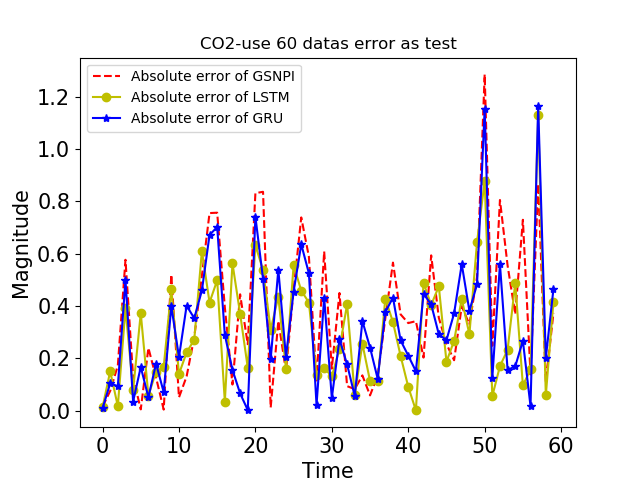 CO2-use 60 datas error as test
Absolute error of GSNPI
Absolute error of LSTM
Absolute error of GRU
Magnitude
1.2
1.0
0.8
0.6
0.4
0.2
0.0
0 10 20 30 40 50 60
Time